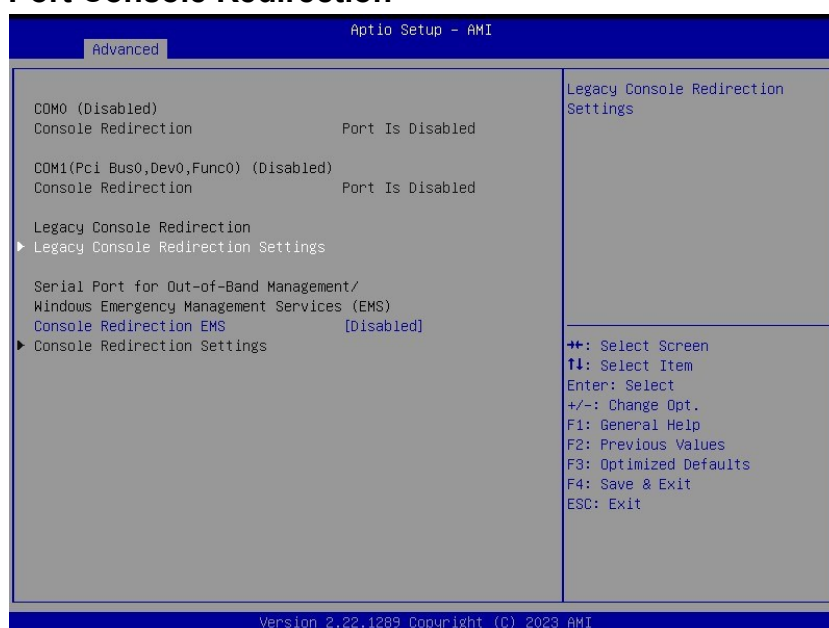 Port Console Redirection
Aptio Setup - AMI
Advanced
COM0 (Disabled)
Console Redirection Port Is Disabled
COM1(Pci Bus0,Dev0,Func0) (Disabled)
Console Redirection Port Is Disabled
Legacy Console Redirection
▶ Legacy Console Redirection Settings
Serial Port for Out-of-Band Management/
Windows Emergency Management Services (EMS)
Console Redirection EMS [Disabled]
▶ Console Redirection Settings
Legacy Console Redirection
Settings
→←: Select Screen
↑↓: Select Item
Enter: Select
+/-: Change Opt.
F1: General Help
F2: Previous Values
F3: Optimized Defaults
F4: Save & Exit
ESC: Exit
Version 2.22.1289 Copyright (C) 2023 AMI